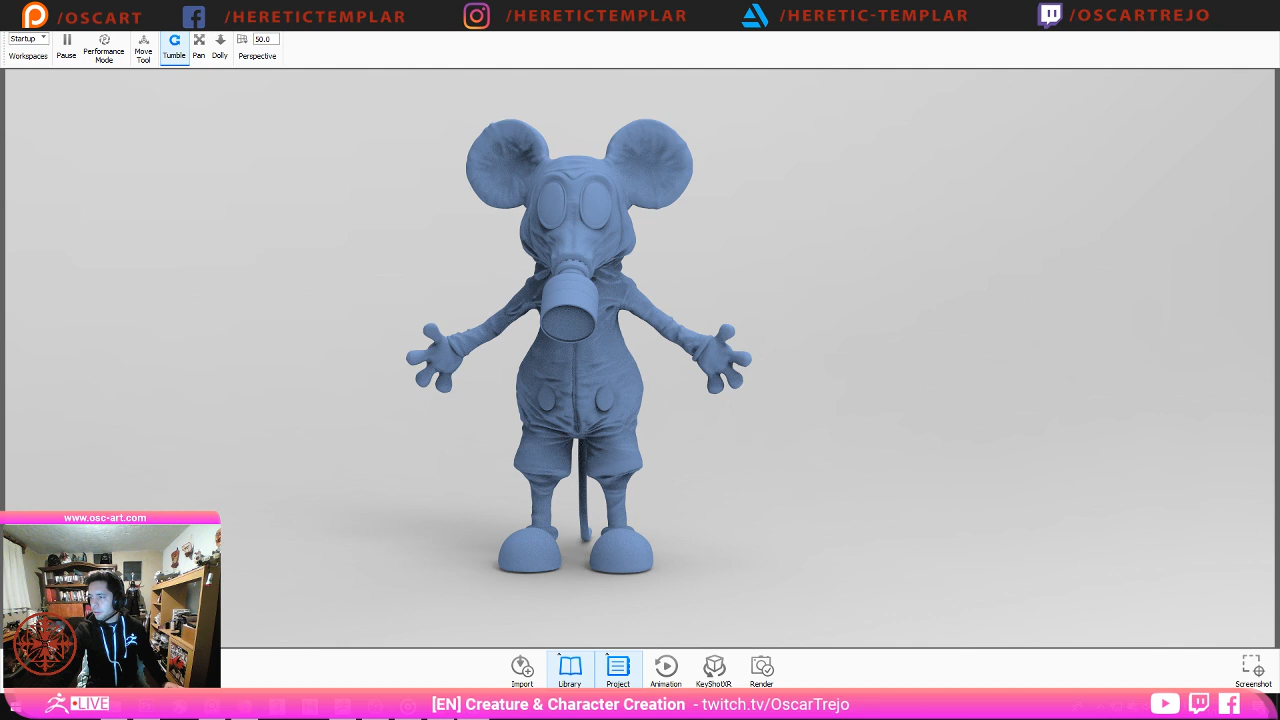 /OSCART
/HERETICTEMPLAR
/HERETICTEMPLAR
/HERETIC-TEMPLAR
/OSCARTREJO
Startup
Workspaces
Pause
Performance
Mode
Move
Tool
Tumble
Pan
Dolly
50.0
Perspective
www.osc-art.com
Import
Library
Project
Animation
KeyShotXR
Render
Screenshot
LIVE
[EN] Creature & Character Creation - twitch.tv/OscarTrejo